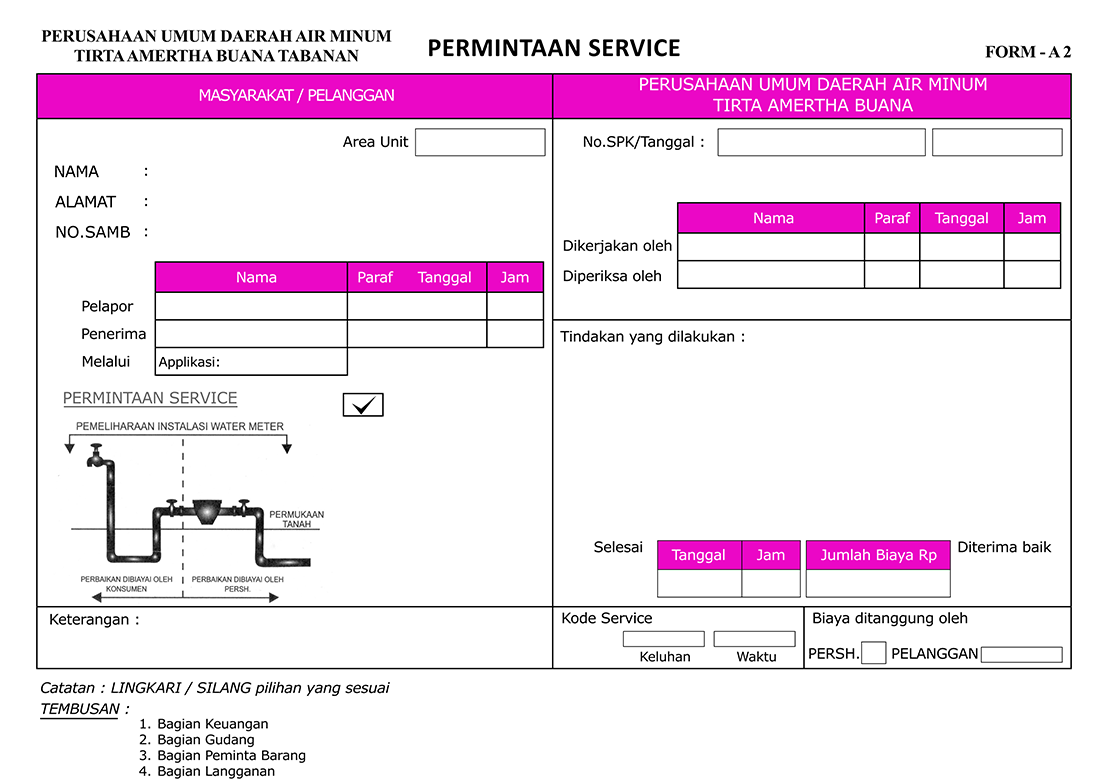 PERUSAHAAN UMUM DAERAH AIR MINUM
TIRTA AMERTHA BUANA TABANAN
PERMINTAAN SERVICE
FORM - A 2
MASYARAKAT / PELANGGAN
Area Unit
NAMA :
ALAMAT :
NO.SAMB :
Nama Paraf Tanggal Jam
Pelapor
Penerima
Melalui Applikasi:
PERMINTAAN SERVICE
PEMELIHARAAN INSTALASI WATER METER
PERMUKAAN
TANAH
PERBAIKAN DIBIAYAI OLEH
KONSUMEN
PERBAIKAN DIBIAYAI OLEH
PERSH.
Keterangan :
PERUSAHAAN UMUM DAERAH AIR MINUM
TIRTA AMERTHA BUANA
No.SPK/Tanggal :
Nama Paraf Tanggal Jam
Dikerjakan oleh
Diperiksa oleh
Tindakan yang dilakukan :
Selesai Tanggal Jam Jumlah Biaya Rp Diterima baik
Kode Service
Keluhan Waktu
Biaya ditanggung oleh
PERSH. PELANGGAN
Catatan : LINGKARI / SILANG pilihan yang sesuai
TEMBUSAN :
1. Bagian Keuangan
2. Bagian Gudang
3. Bagian Peminta Barang
4. Bagian Langganan